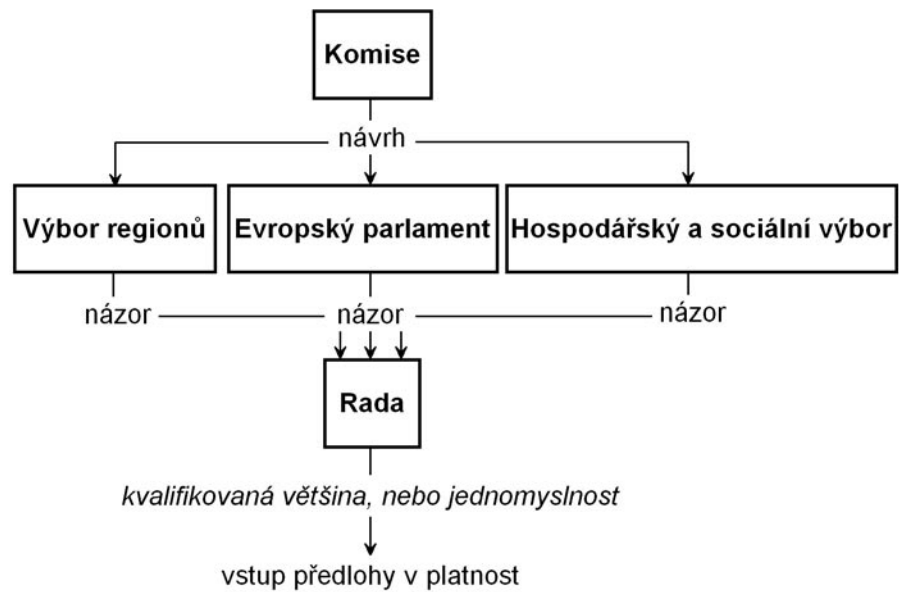 Komise
návrh
Výbor regionů
Evropský parlament
Hospodářský a sociální výbor
názor
názor
názor
Rada
kvalifikovaná většina, nebo jednomyslnost
vstup předlohy v platnost